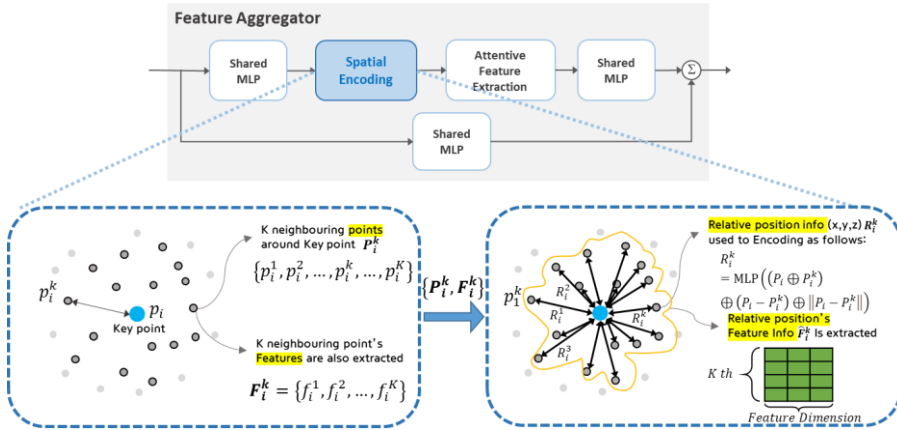 Feature Aggregator
Shared
MLP
Spatial
Encoding
Attentive
Feature
Extraction
Shared
MLP
Σ
Shared
MLP
K neighbouring points
around Key point P_i^k
{p_i^1, p_i^2, ..., p_i^k, ..., p_i^K}
p_i^k
p_i
Key point
K neighbouring point's
Features are also extracted
F_i^k = {f_i^1, f_i^2, ..., f_i^K}
{P_i^k, F_i^k}
p_1^k
R_i^2
R_i^1
R_i^k
R_i^3
Relative position info (x,y,z) R_i^k
used to Encoding as follows:
R_i^k
= MLP((P_i ⊕ P_i^k)
⊕ (P_i − P_i^k) ⊕ ‖P_i − P_i^k‖)
Relative position's
Feature Info F̂_i^k Is extracted
K th
Feature Dimension